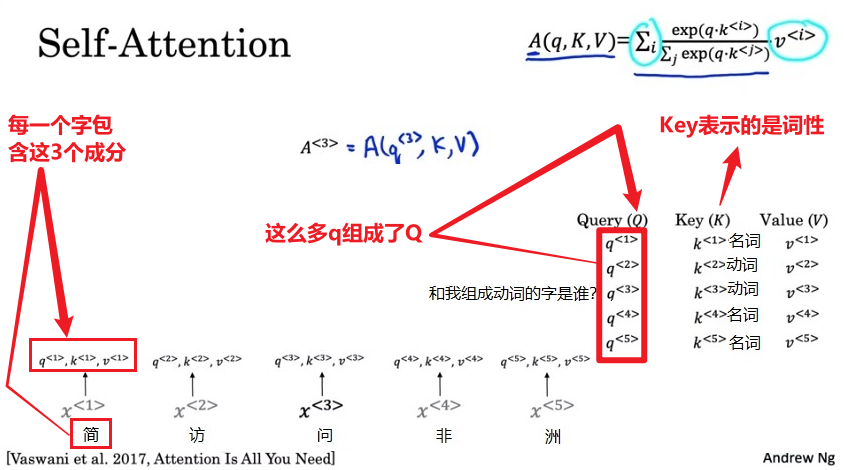 Self-Attention
A(q,K,V)=Σᵢ exp(q·k<i>) / Σⱼ exp(q·k<j>) v<i>
每一个字包
含这3个成分
A<3> = A(q<3>, K, V)
Key表示的是词性
这么多q组成了Q
Query (Q) Key (K) Value (V)
q<1> k<1>名词 v<1>
q<2> k<2>动词 v<2>
和我组成动词的字是谁? q<3> k<3>动词 v<3>
q<4> k<4>名词 v<4>
q<5> k<5>名词 v<5>
q<1>, k<1>, v<1> q<2>, k<2>, v<2> q<3>, k<3>, v<3> q<4>, k<4>, v<4> q<5>, k<5>, v<5>
x<1> x<2> x<3> x<4> x<5>
简 访 问 非 洲
[Vaswani et al. 2017, Attention Is All You Need] Andrew Ng